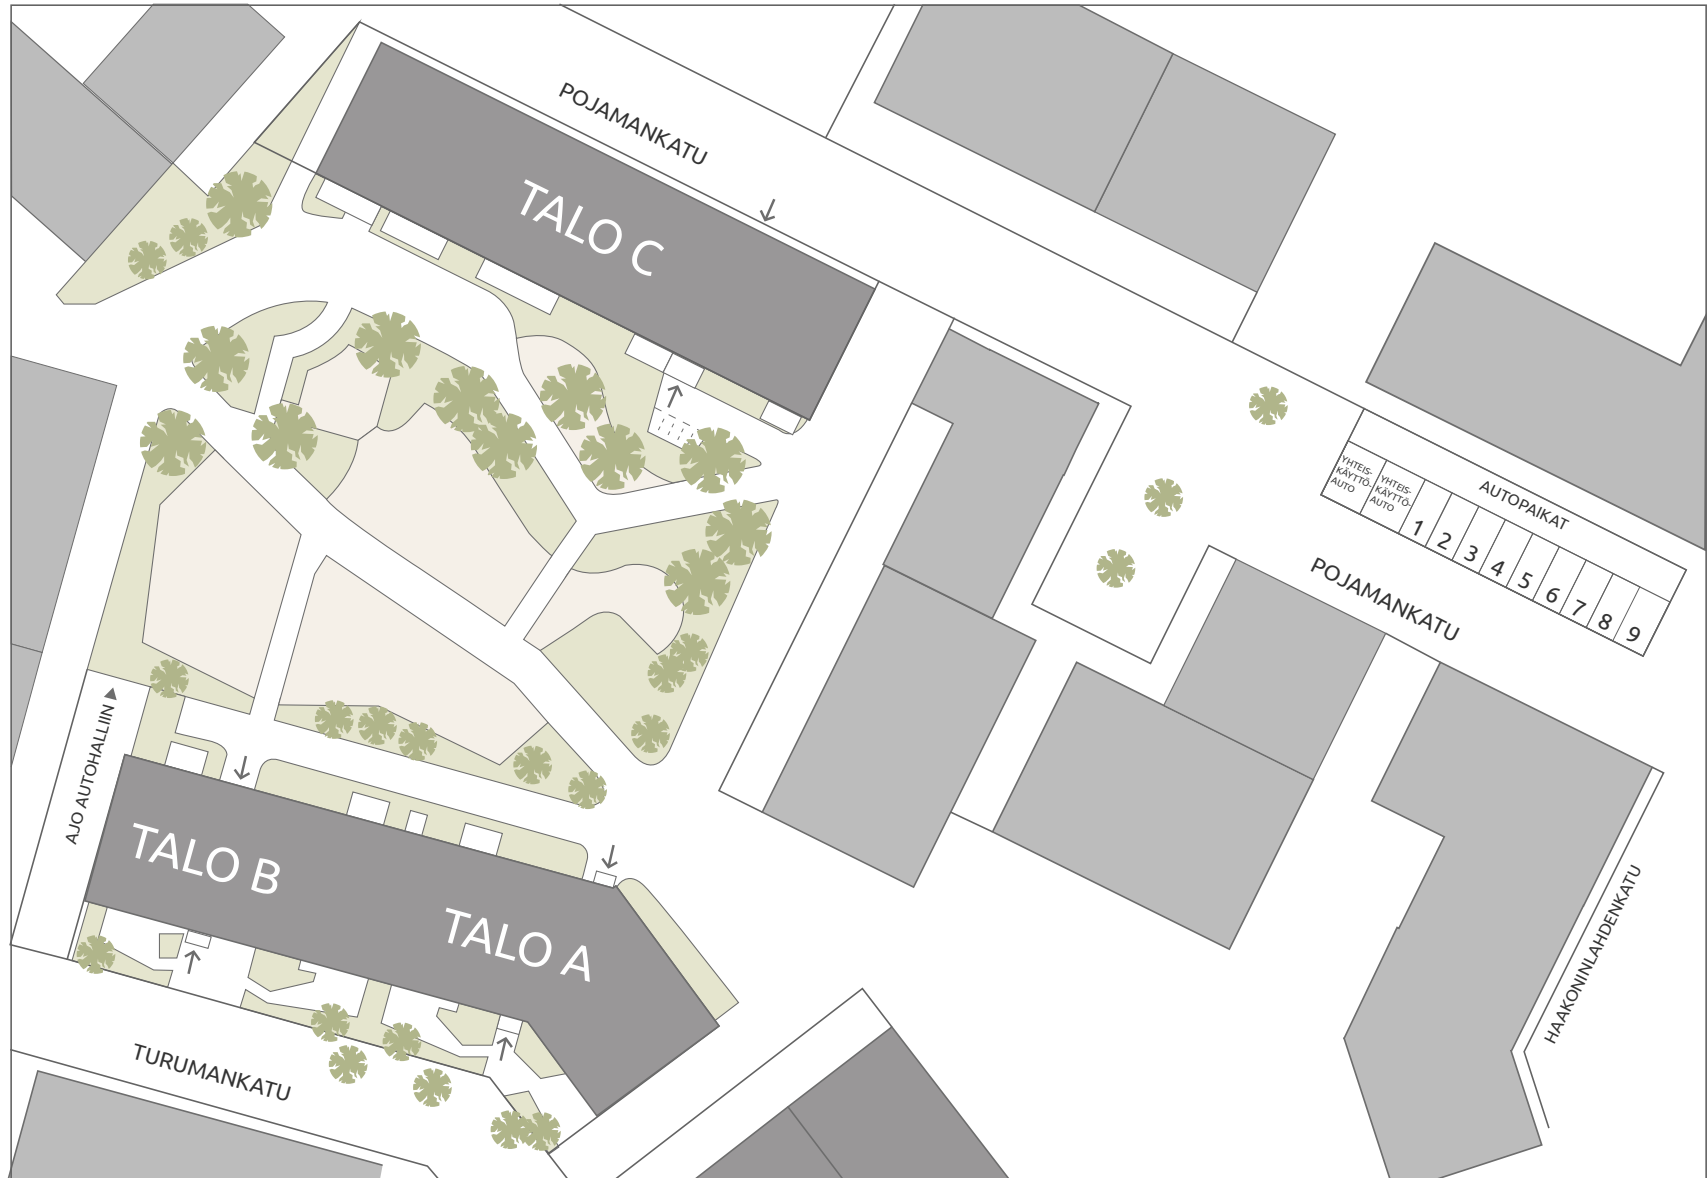 POJAMANKATU
TALO C
YHTEIS-
KÄYTTÖ-
AUTO
YHTEIS-
KÄYTTÖ-
AUTO
AUTOPAIKAT
1
2
3
4
5
6
7
8
9
POJAMANKATU
AJO AUTOHALLIIN
TALO B
TALO A
HAAKONINLAHDENKATU
TURUMANKATU